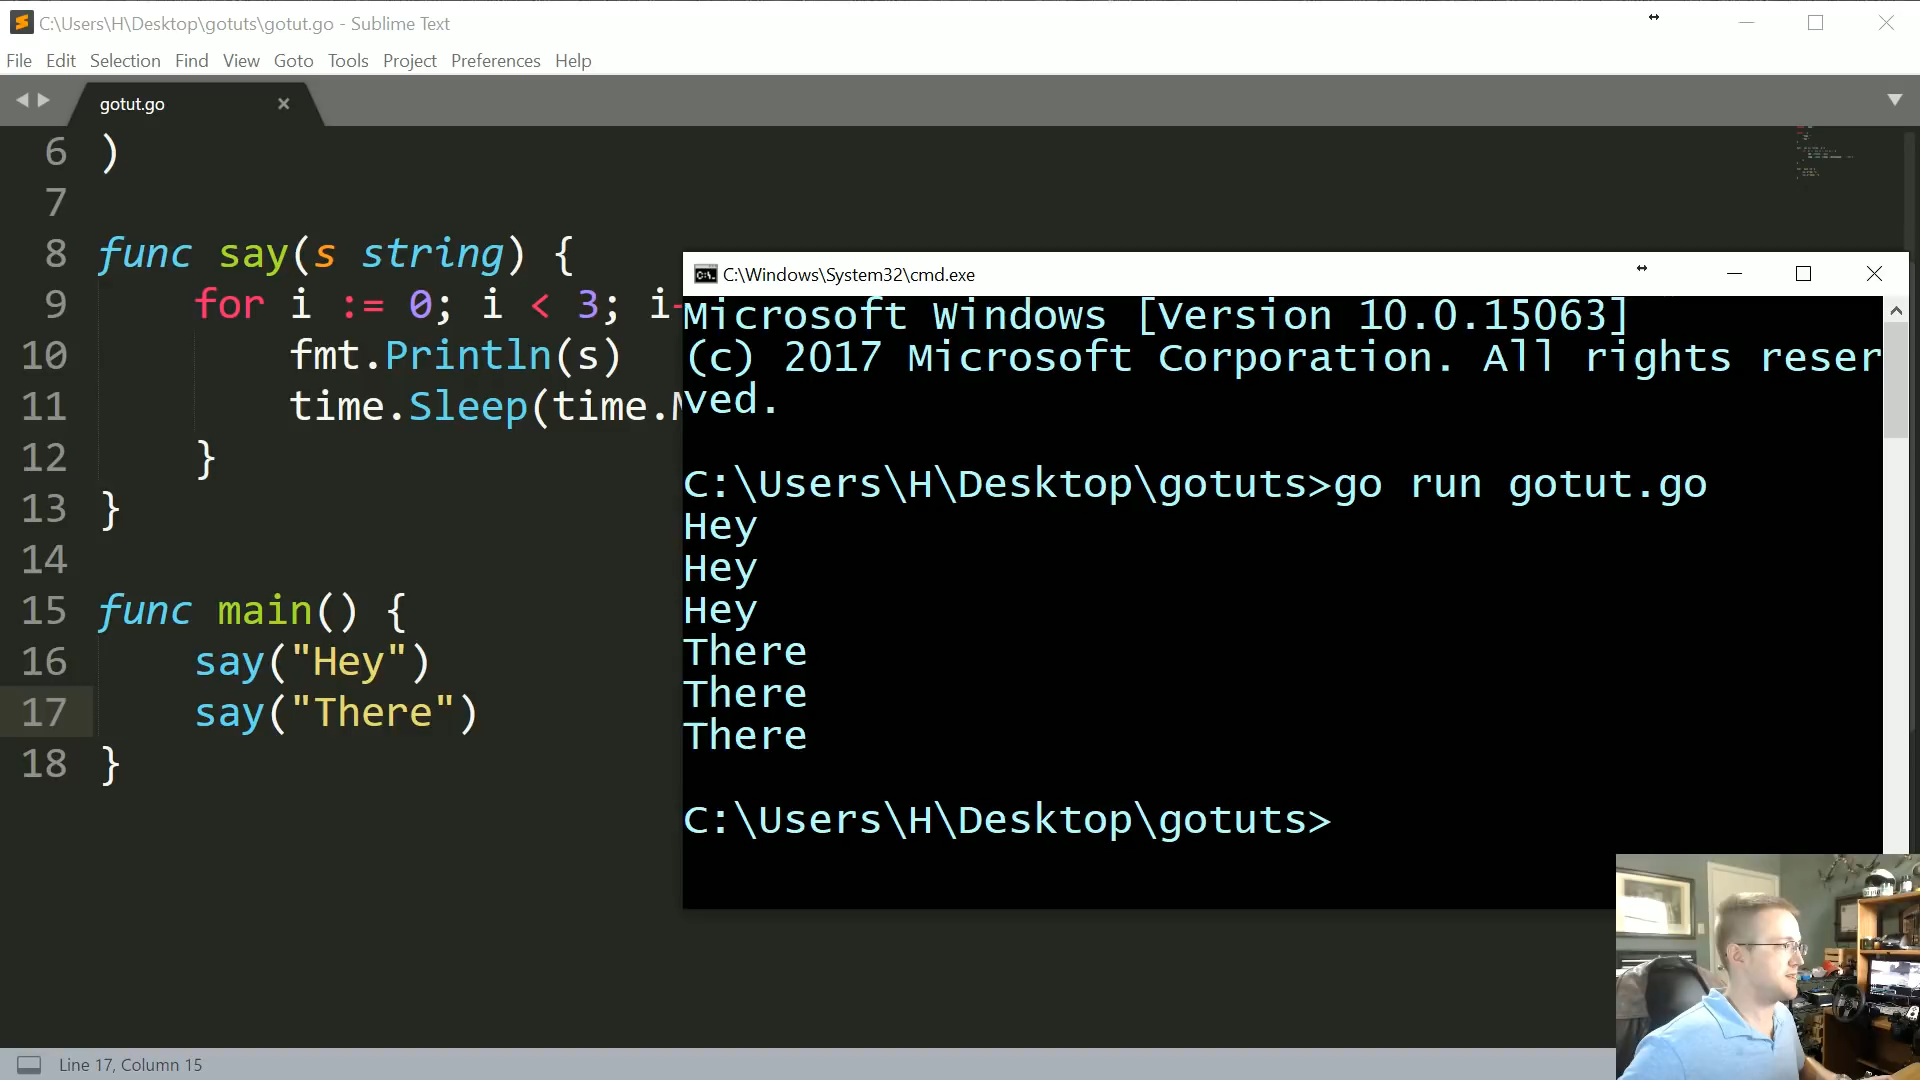 C:\Users\H\Desktop\gotuts\gotut.go - Sublime Text
File Edit Selection Find View Goto Tools Project Preferences Help
gotut.go
6 )
7
8 func say(s string) {
9 for i := 0; i < 3; i
10 fmt.Println(s)
11 time.Sleep(time.
12 }
13 }
14
15 func main() {
16 say("Hey")
17 say("There")
18 }
C:\Windows\System32\cmd.exe
Microsoft Windows [Version 10.0.15063]
(c) 2017 Microsoft Corporation. All rights reser
ved.
C:\Users\H\Desktop\gotuts>go run gotut.go
Hey
Hey
Hey
There
There
There
C:\Users\H\Desktop\gotuts>
Line 17, Column 15